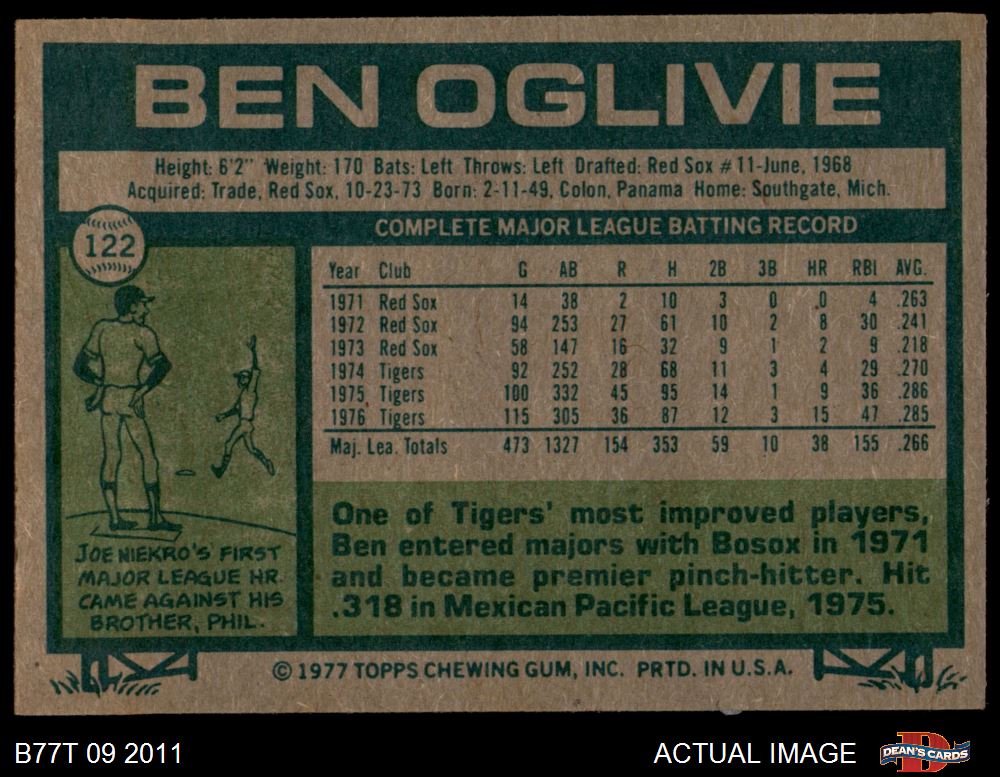 BEN OGLIVIE
Height: 6'2" Weight: 170 Bats: Left Throws: Left Drafted: Red Sox #11-June, 1968
Acquired: Trade, Red Sox, 10-23-73 Born: 2-11-49, Colon, Panama Home: Southgate, Mich.
122
COMPLETE MAJOR LEAGUE BATTING RECORD
Year Club G AB R H 2B 3B HR RBI AVG.
1971 Red Sox 14 38 2 10 3 0 0 4 .263
1972 Red Sox 94 253 27 61 10 2 8 30 .241
1973 Red Sox 58 147 16 32 9 1 2 9 .218
1974 Tigers 92 252 28 68 11 3 4 29 .270
1975 Tigers 100 332 45 95 14 1 9 36 .286
1976 Tigers 115 305 36 87 12 3 15 47 .285
Maj. Lea. Totals 473 1327 154 353 59 10 38 155 .266
JOE NIEKRO'S FIRST
MAJOR LEAGUE HR.
CAME AGAINST HIS
BROTHER, PHIL.
One of Tigers' most improved players,
Ben entered majors with Bosox in 1971
and became premier pinch-hitter. Hit
.318 in Mexican Pacific League, 1975.
© 1977 TOPPS CHEWING GUM, INC. PRTD. IN U.S.A.
B77T 09 2011
ACTUAL IMAGE
DEAN'S CARDS